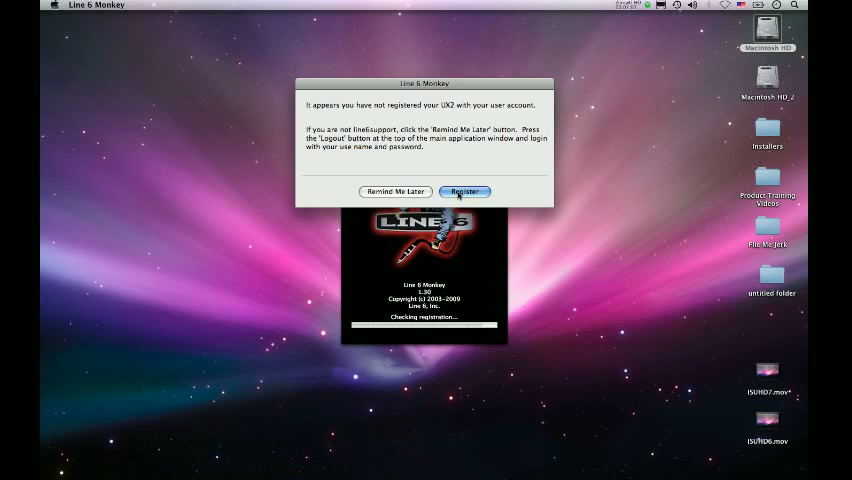 Line 6 Monkey
Line 6 Monkey
It appears you have not registered your UX2 with your user account.
If you are not line6support, click the 'Remind Me Later' button. Press
the 'Logout' button at the top of the main application window and login
with your use name and password.
Remind Me Later
Register
LINE 6
Line 6 Monkey
1.30
Copyright (c) 2003-2009
Line 6, Inc.
Checking registration...
Macintosh HD
Macintosh HD_2
Installers
Product Training
Videos
File Me Jerk
untitled folder
ISUHD7.mov
ISUHD6.mov